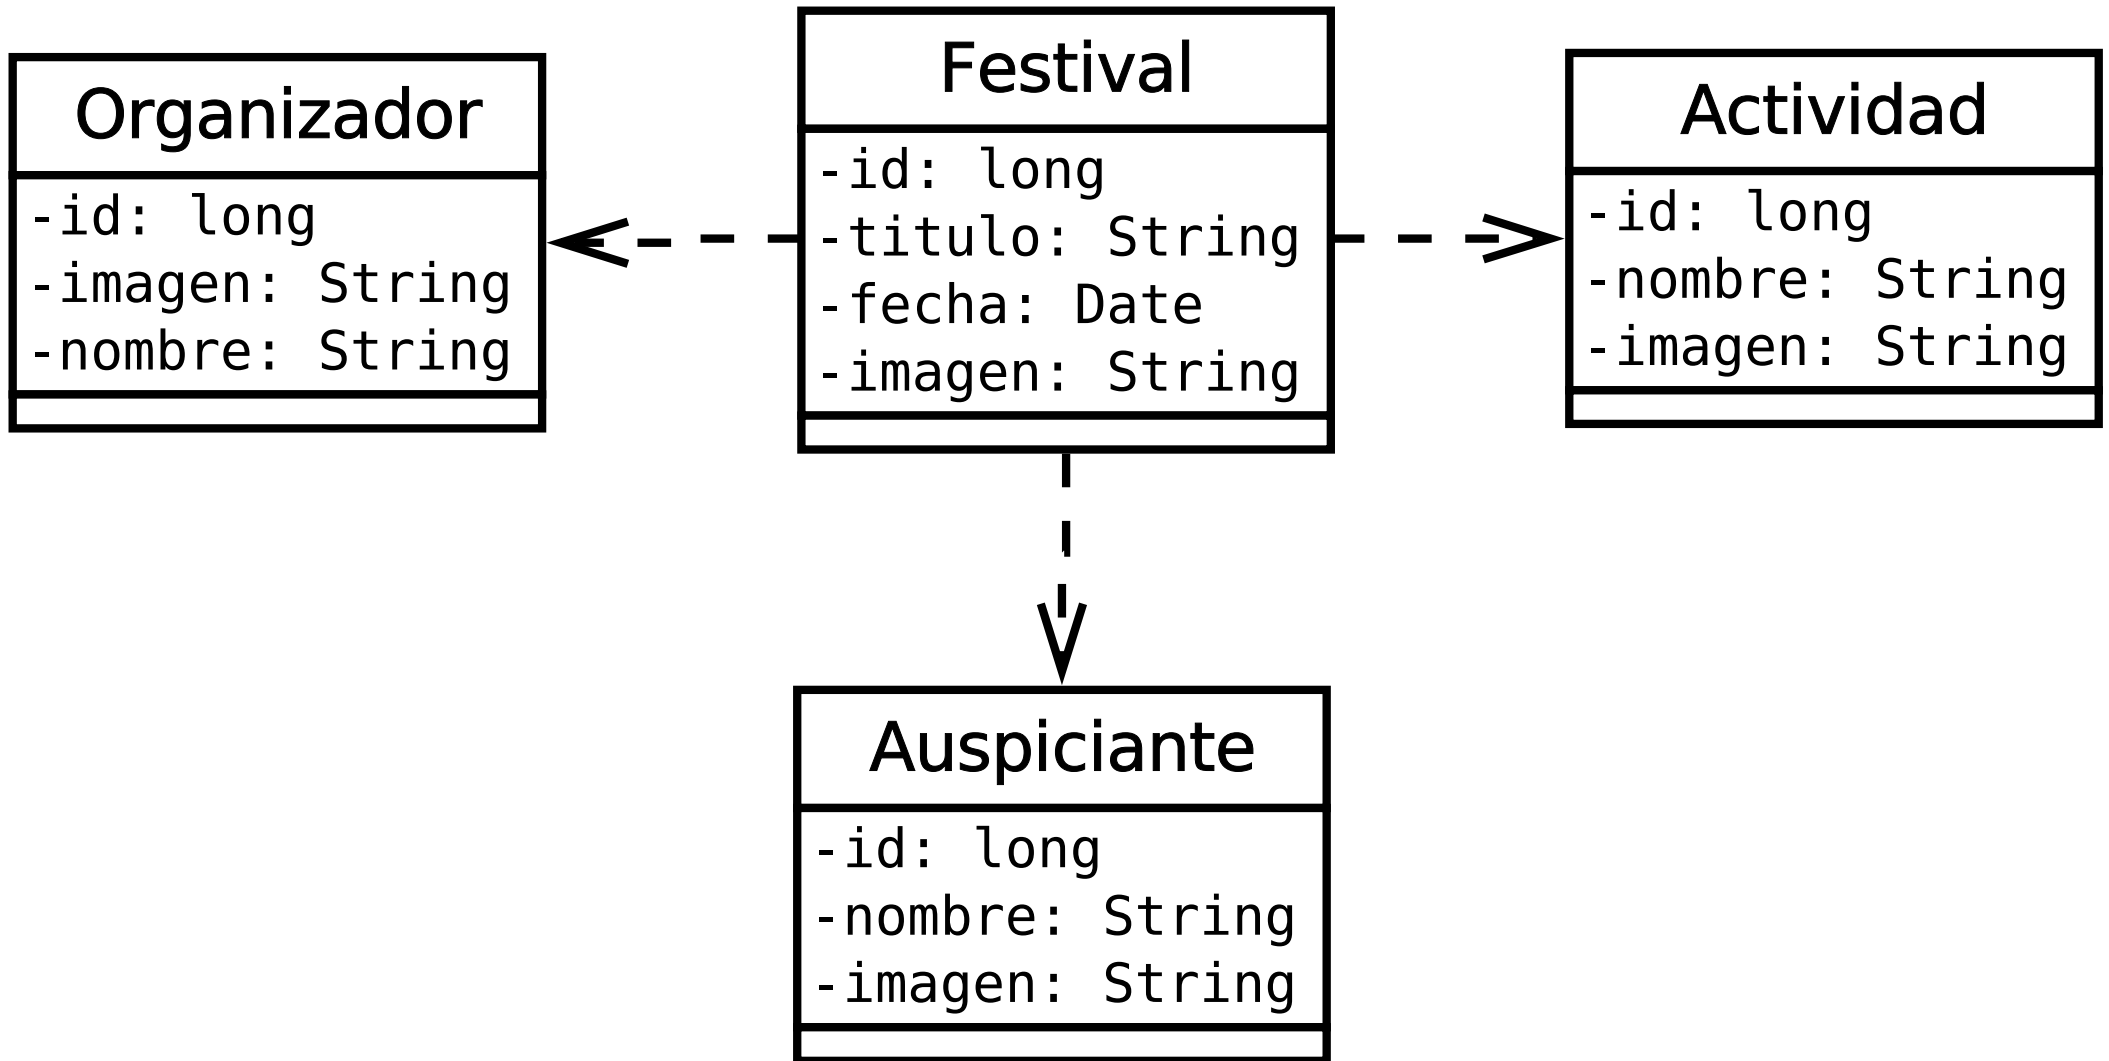 Organizador
-id: long
-imagen: String
-nombre: String
Festival
-id: long
-titulo: String
-fecha: Date
-imagen: String
Actividad
-id: long
-nombre: String
-imagen: String
Auspiciante
-id: long
-nombre: String
-imagen: String